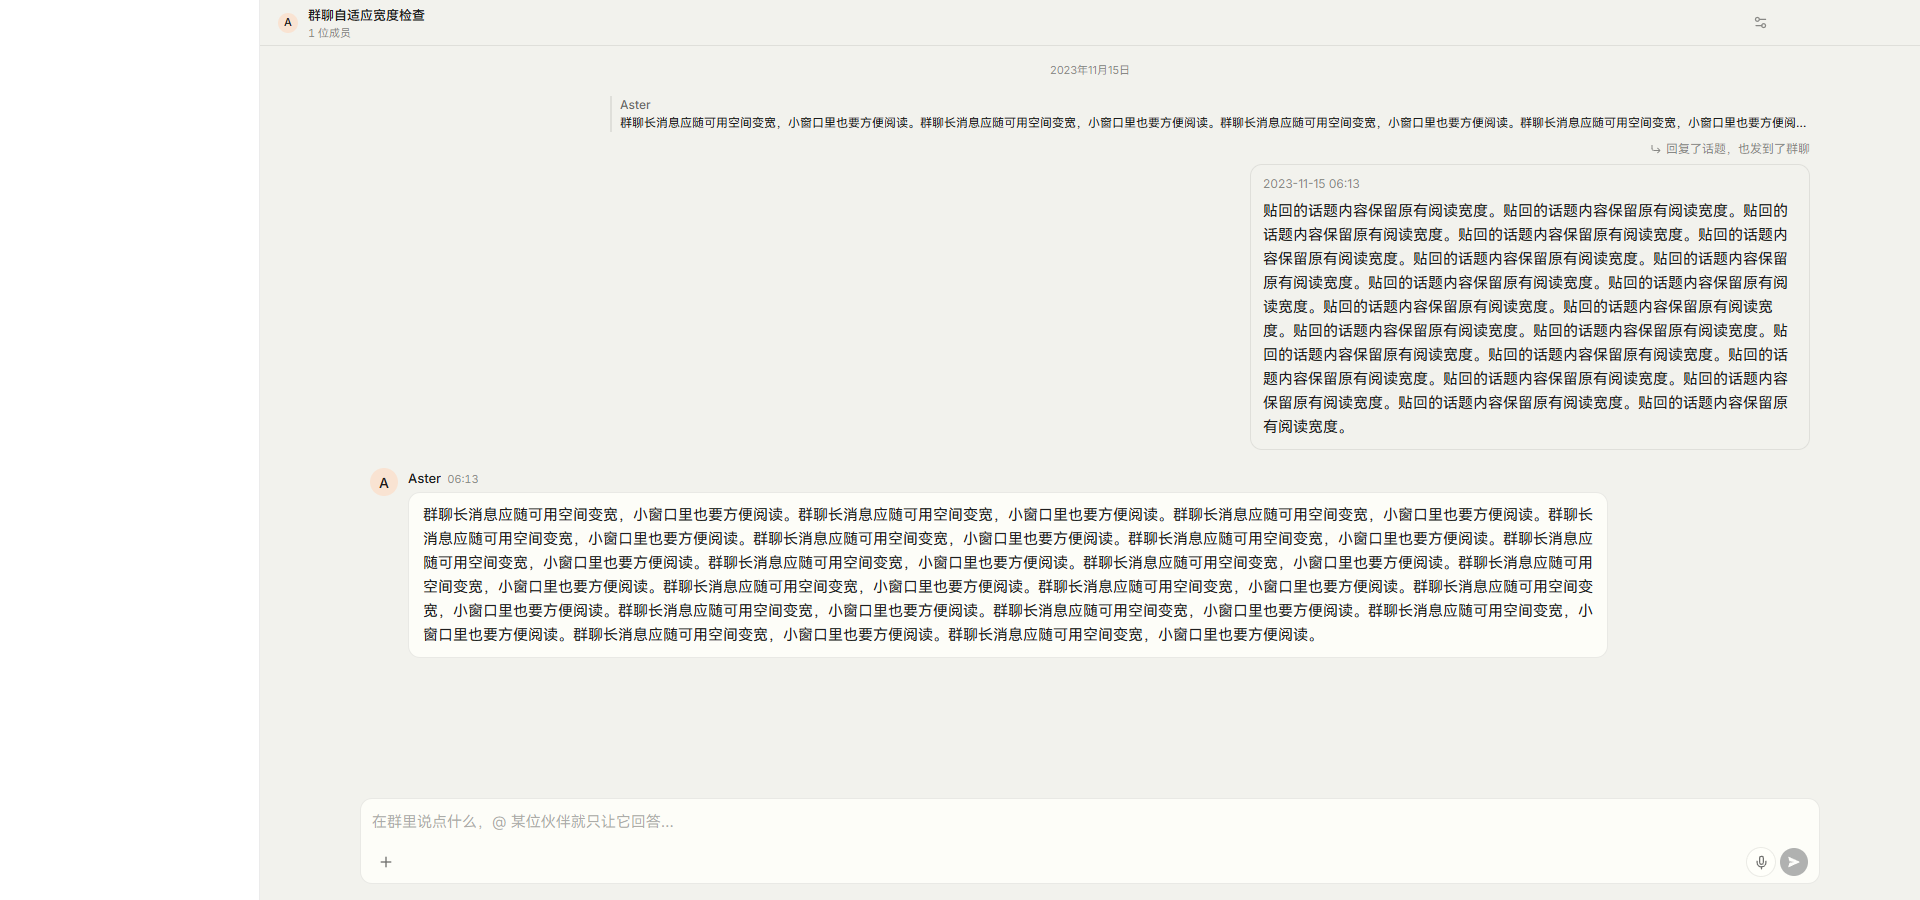 A
群聊自适应宽度检查
1 位成员
2023年11月15日
Aster
群聊长消息应随可用空间变宽，小窗口里也要方便阅读。群聊长消息应随可用空间变宽，小窗口里也要方便阅读。群聊长消息应随可用空间变宽，小窗口里也要方便阅读。群聊长消息应随可用空间变宽，小窗口里也要方便阅...
回复了话题，也发到了群聊
2023-11-15 06:13
贴回的话题内容保留原有阅读宽度。贴回的话题内容保留原有阅读宽度。贴回的
话题内容保留原有阅读宽度。贴回的话题内容保留原有阅读宽度。贴回的话题内
容保留原有阅读宽度。贴回的话题内容保留原有阅读宽度。贴回的话题内容保留
原有阅读宽度。贴回的话题内容保留原有阅读宽度。贴回的话题内容保留原有阅
读宽度。贴回的话题内容保留原有阅读宽度。贴回的话题内容保留原有阅读宽
度。贴回的话题内容保留原有阅读宽度。贴回的话题内容保留原有阅读宽度。贴
回的话题内容保留原有阅读宽度。贴回的话题内容保留原有阅读宽度。贴回的话
题内容保留原有阅读宽度。贴回的话题内容保留原有阅读宽度。贴回的话题内容
保留原有阅读宽度。贴回的话题内容保留原有阅读宽度。贴回的话题内容保留原
有阅读宽度。
A
Aster 06:13
群聊长消息应随可用空间变宽，小窗口里也要方便阅读。群聊长消息应随可用空间变宽，小窗口里也要方便阅读。群聊长消息应随可用空间变宽，小窗口里也要方便阅读。群聊长
消息应随可用空间变宽，小窗口里也要方便阅读。群聊长消息应随可用空间变宽，小窗口里也要方便阅读。群聊长消息应随可用空间变宽，小窗口里也要方便阅读。群聊长消息应
随可用空间变宽，小窗口里也要方便阅读。群聊长消息应随可用空间变宽，小窗口里也要方便阅读。群聊长消息应随可用空间变宽，小窗口里也要方便阅读。群聊长消息应随可用
空间变宽，小窗口里也要方便阅读。群聊长消息应随可用空间变宽，小窗口里也要方便阅读。群聊长消息应随可用空间变宽，小窗口里也要方便阅读。群聊长消息应随可用空间变
宽，小窗口里也要方便阅读。群聊长消息应随可用空间变宽，小窗口里也要方便阅读。群聊长消息应随可用空间变宽，小窗口里也要方便阅读。群聊长消息应随可用空间变宽，小
窗口里也要方便阅读。群聊长消息应随可用空间变宽，小窗口里也要方便阅读。群聊长消息应随可用空间变宽，小窗口里也要方便阅读。
在群里说点什么，@ 某位伙伴就只让它回答...